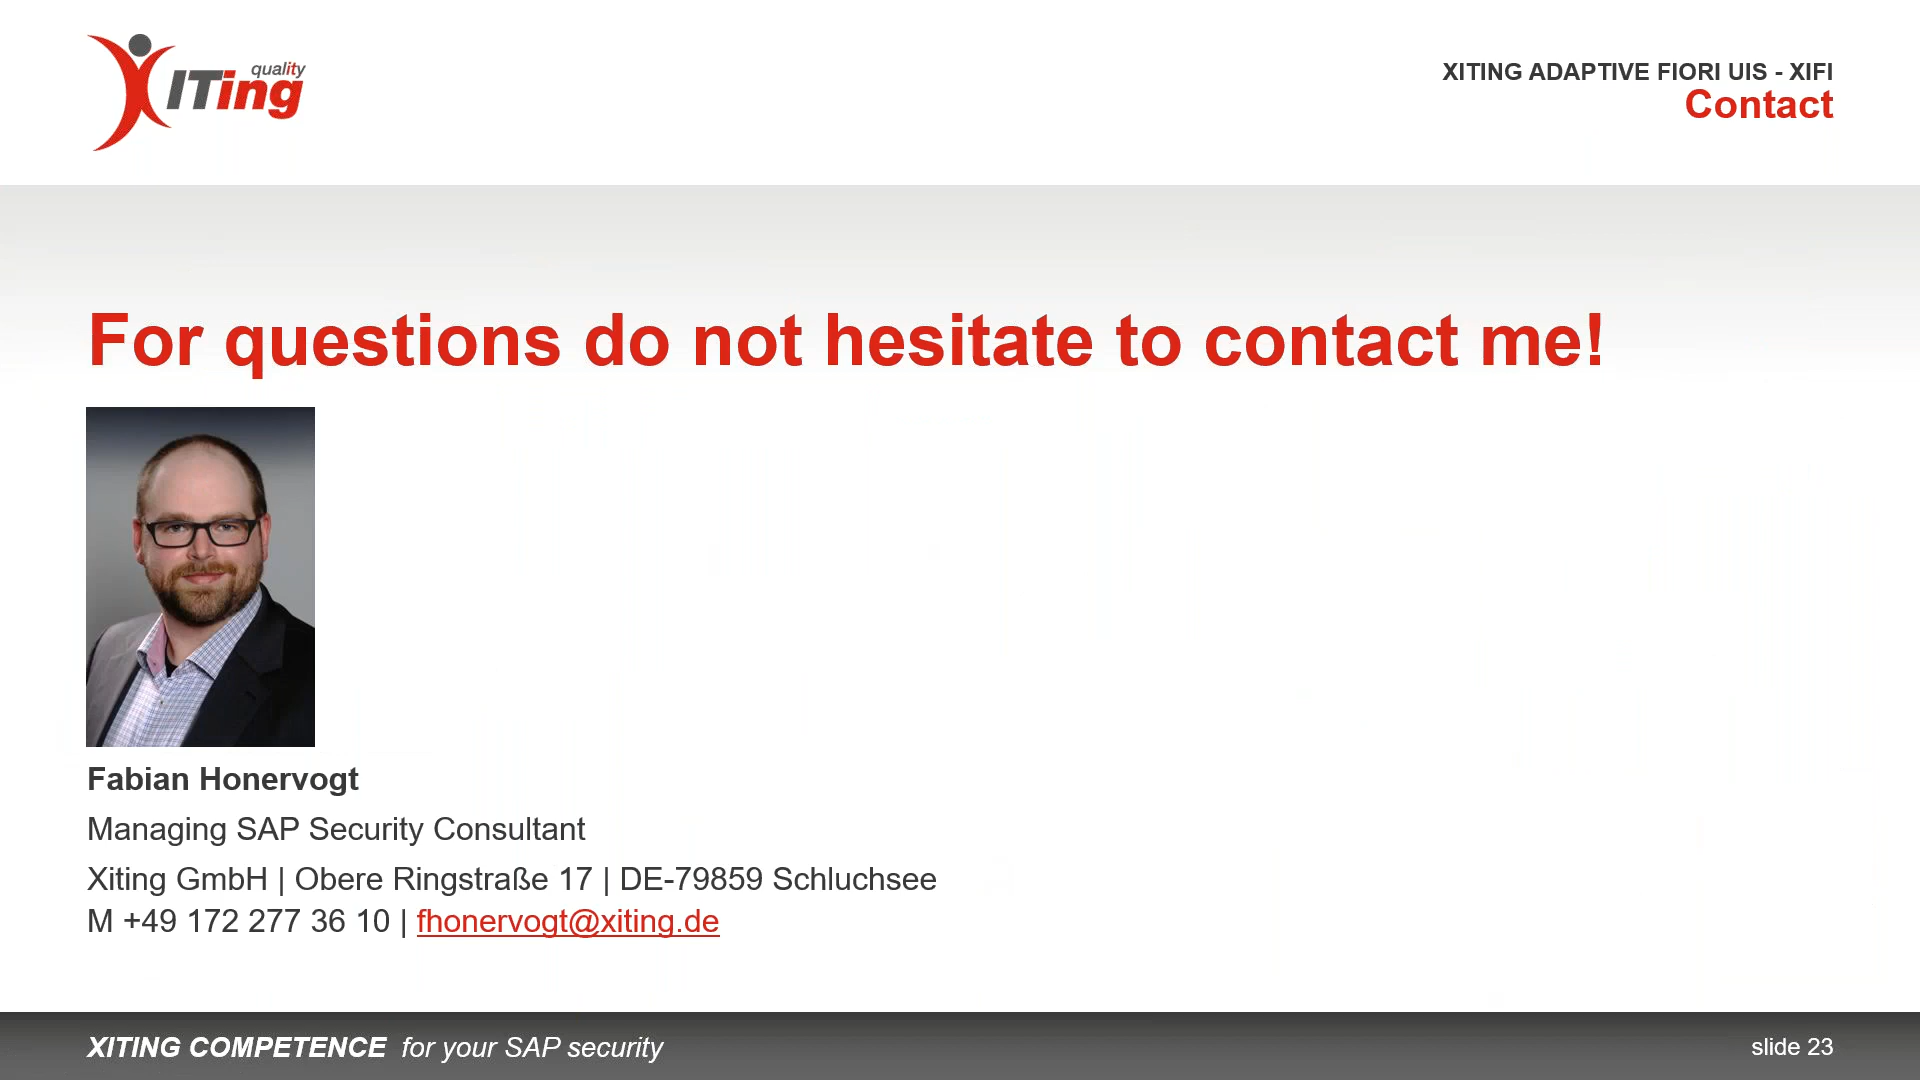 quality
XITing
XITING ADAPTIVE FIORI UIS - XIFI
Contact
For questions do not hesitate to contact me!
Fabian Honervogt
Managing SAP Security Consultant
Xiting GmbH | Obere Ringstraße 17 | DE-79859 Schluchsee
M +49 172 277 36 10 | fhonervogt@xiting.de
XITING COMPETENCE for your SAP security
slide 23